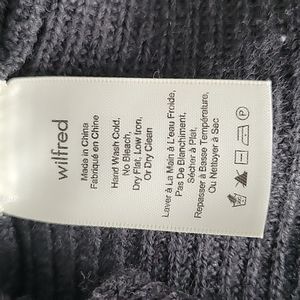 wilfred
Made in China
Fabriqué en Chine
Hand Wash Cold,
No Bleach,
Dry Flat, Low Iron,
Or Dry Clean
Laver à La Main à L'eau Froide,
Pas De Blanchiment,
Sécher à Plat,
Repasser à Basse Température,
Ou Nettoyer à Sec